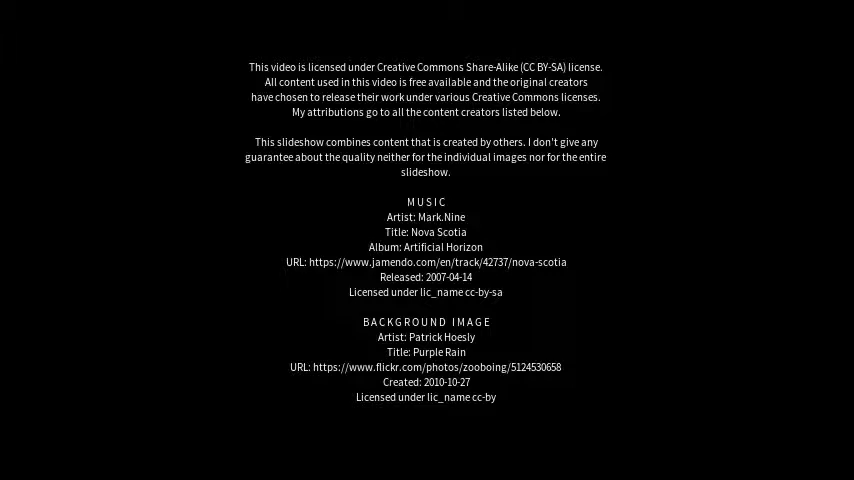 This video is licensed under Creative Commons Share-Alike (CC BY-SA) license.
All content used in this video is free available and the original creators
have chosen to release their work under various Creative Commons licenses.
My attributions go to all the content creators listed below.
This slideshow combines content that is created by others. I don't give any
guarantee about the quality neither for the individual images nor for the entire
slideshow.
MUSIC
Artist: Mark.Nine
Title: Nova Scotia
Album: Artificial Horizon
URL: https://www.jamendo.com/en/track/42737/nova-scotia
Released: 2007-04-14
Licensed under lic_name cc-by-sa
BACKGROUND IMAGE
Artist: Patrick Hoesly
Title: Purple Rain
URL: https://www.flickr.com/photos/zooboing/5124530658
Created: 2010-10-27
Licensed under lic_name cc-by